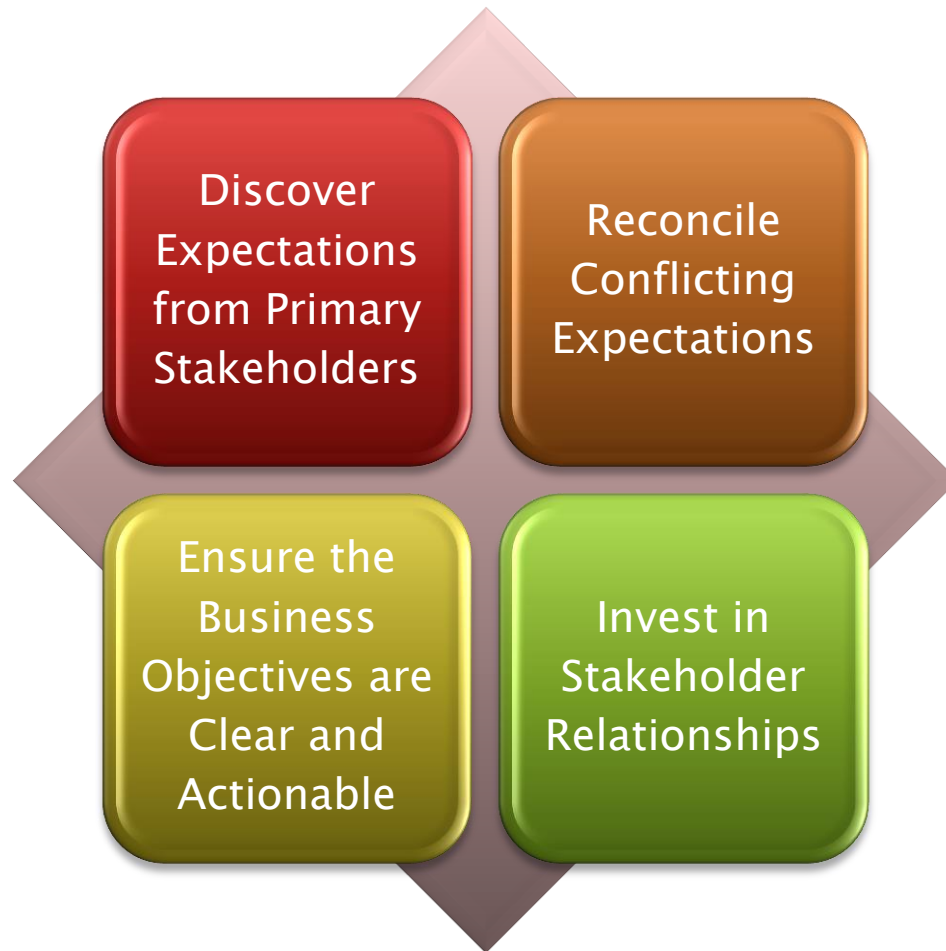 Discover
Expectations
from Primary
Stakeholders
Reconcile
Conflicting
Expectations
Ensure the
Business
Objectives are
Clear and
Actionable
Invest in
Stakeholder
Relationships